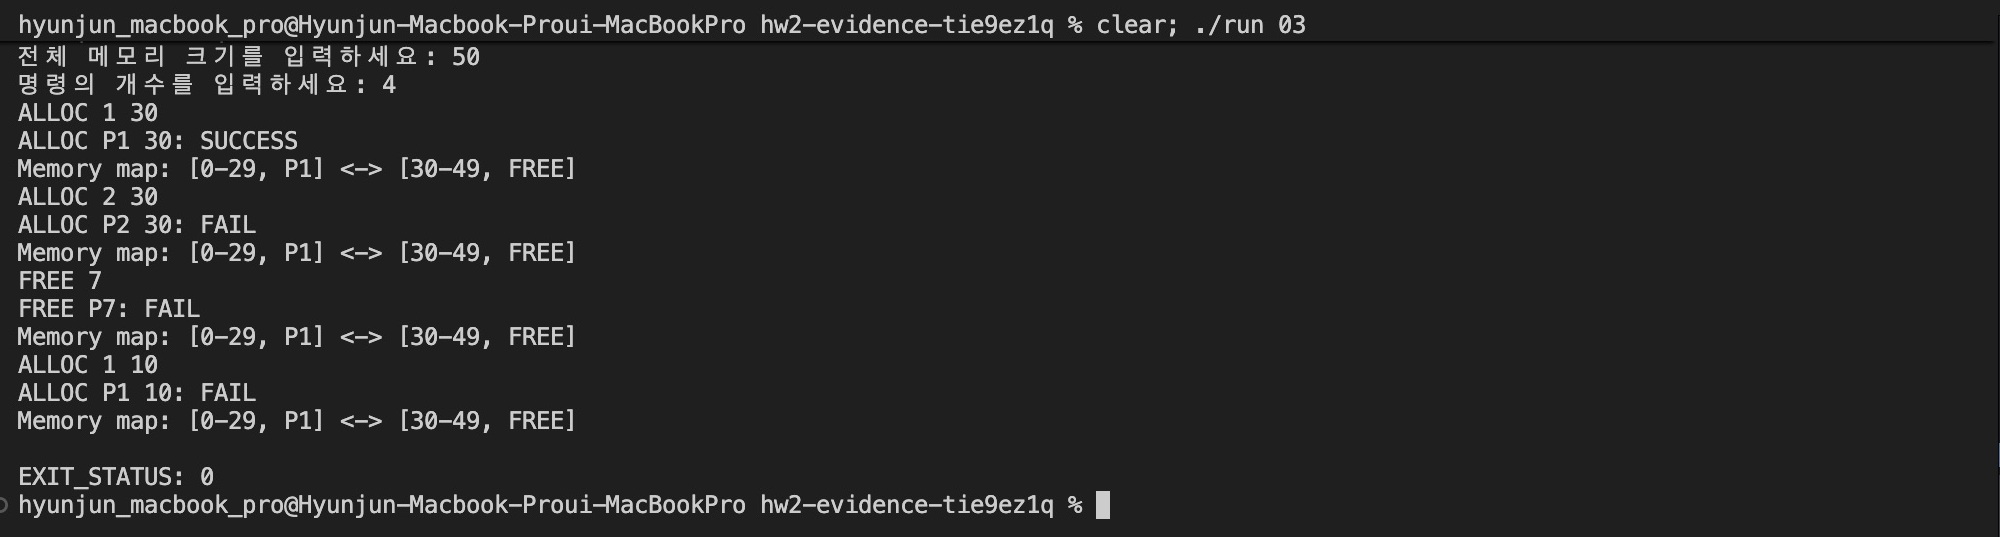 hyunjun_macbook_pro@Hyunjun-Macbook-Proui-MacBookPro hw2-evidence-tie9ez1q % clear; ./run 03
전체 메모리 크기를 입력하세요: 50
명령의 개수를 입력하세요: 4
ALLOC 1 30
ALLOC P1 30: SUCCESS
Memory map: [0-29, P1] <-> [30-49, FREE]
ALLOC 2 30
ALLOC P2 30: FAIL
Memory map: [0-29, P1] <-> [30-49, FREE]
FREE 7
FREE P7: FAIL
Memory map: [0-29, P1] <-> [30-49, FREE]
ALLOC 1 10
ALLOC P1 10: FAIL
Memory map: [0-29, P1] <-> [30-49, FREE]
EXIT_STATUS: 0
hyunjun_macbook_pro@Hyunjun-Macbook-Proui-MacBookPro hw2-evidence-tie9ez1q %